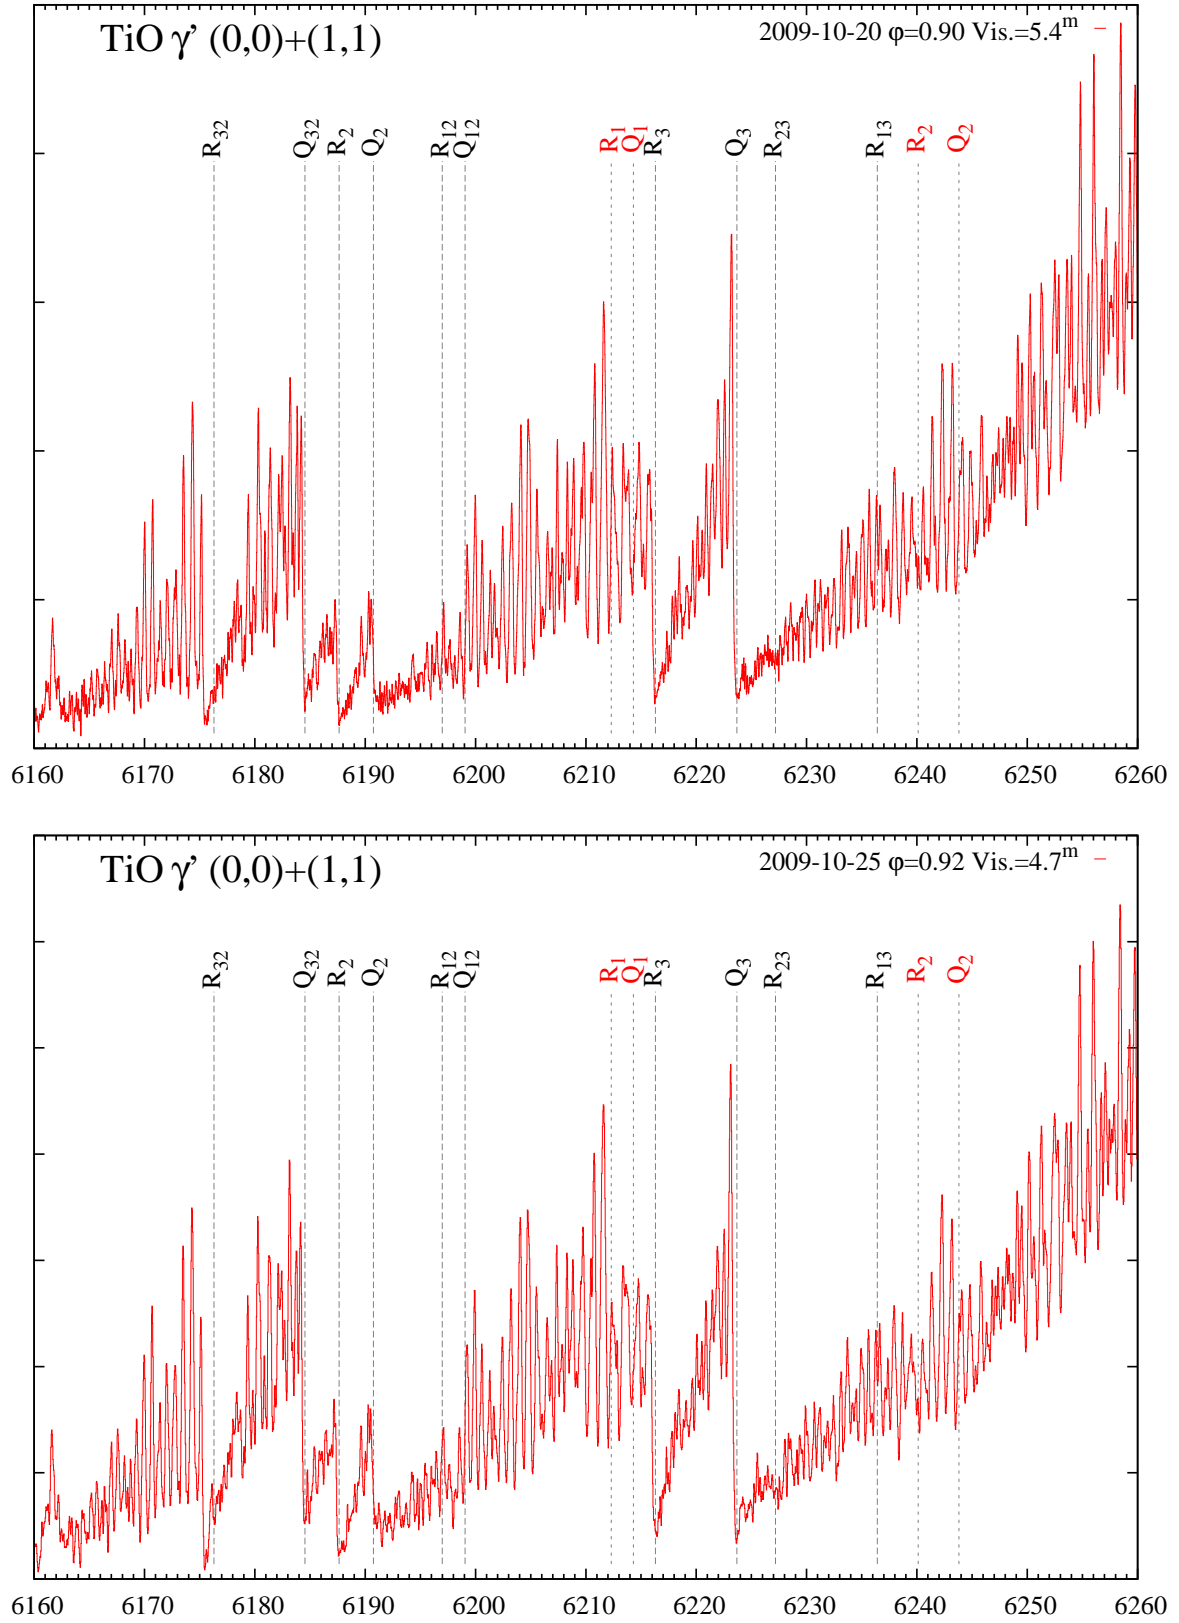 TiO γ’ (0,0)+(1,1)
2009-10-20 φ=0.90 Vis.=5.4m
R32 Q32 R2 Q2 R12 Q12 R1 Q1 R3 Q3 R23 R13 R2 Q2
6160 6170 6180 6190 6200 6210 6220 6230 6240 6250 6260
TiO γ’ (0,0)+(1,1)
2009-10-25 φ=0.92 Vis.=4.7m
R32 Q32 R2 Q2 R12 Q12 R1 Q1 R3 Q3 R23 R13 R2 Q2
6160 6170 6180 6190 6200 6210 6220 6230 6240 6250 6260